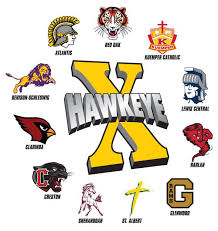 ATLANTIC
RED OAK
K
KUEMPER CATHOLIC
DENISON-SCHLESWIG
X
HAWKEYE
LEWIS CENTRAL
CLARINDA
HARLAN
CRESTON
SHENANDOAH
ST. ALBERT
G
GLENWOOD